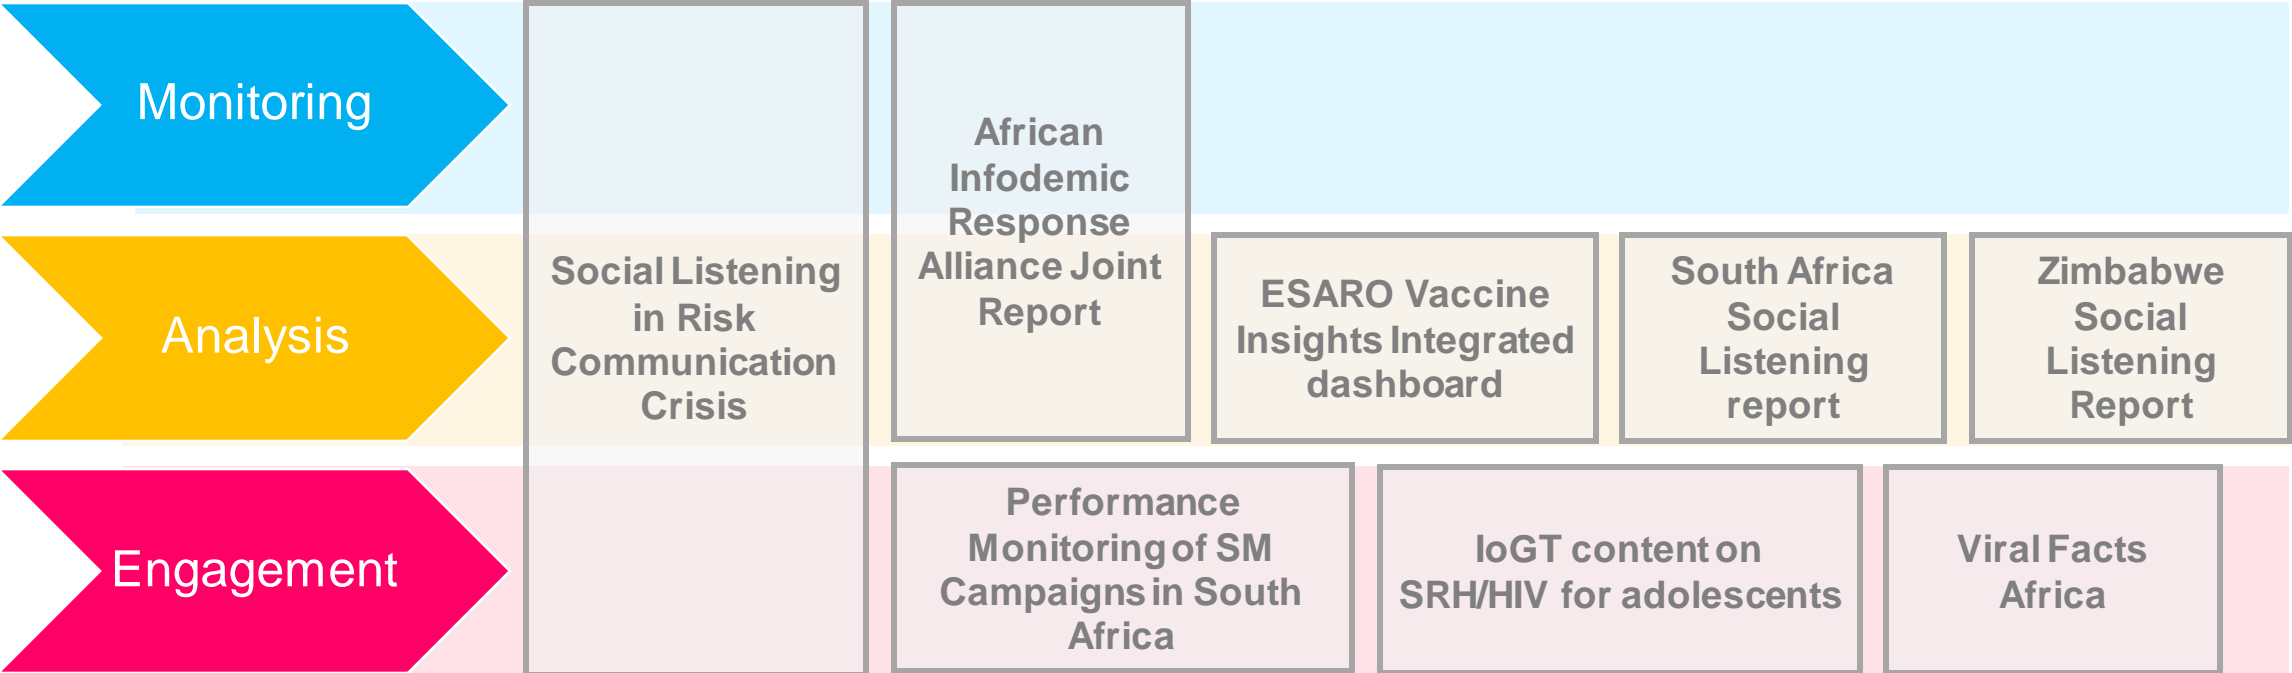 Monitoring
African
Infodemic
Response
Alliance Joint
Report
Analysis
Social Listening
in Risk
Communication
Crisis
ESARO Vaccine
Insights Integrated
dashboard
South Africa
Social
Listening
report
Zimbabwe
Social
Listening
Report
Engagement
Performance
Monitoring of SM
Campaigns in South
Africa
IoGT content on
SRH/HIV for adolescents
Viral Facts
Africa